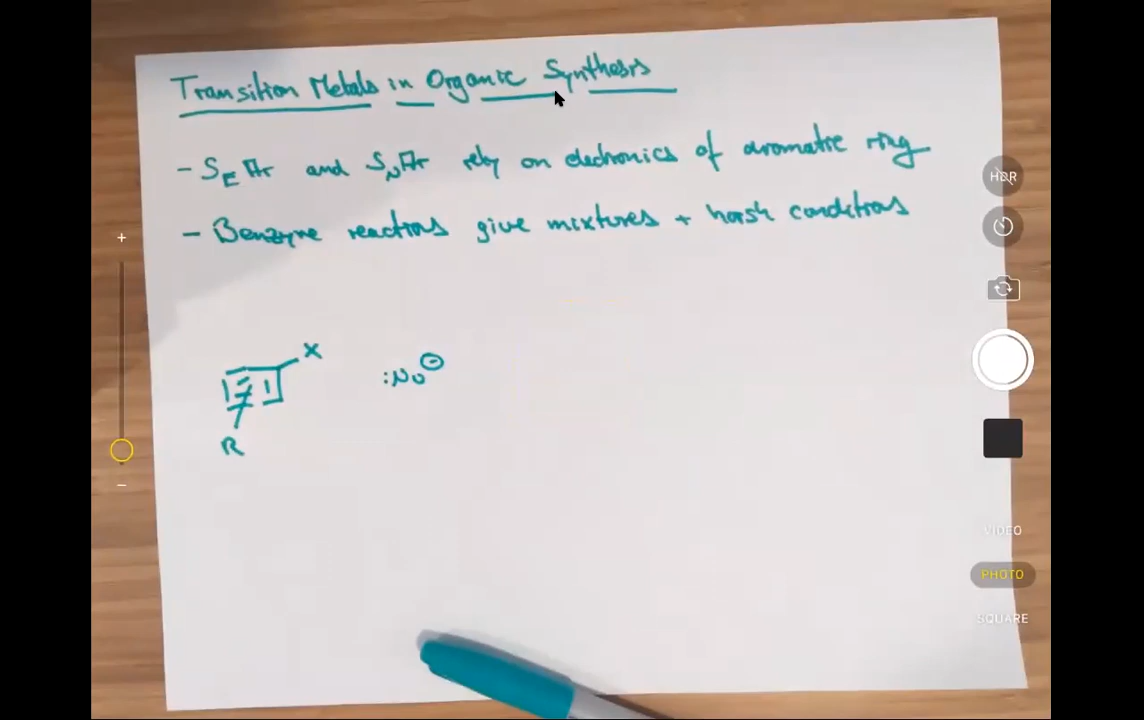 Transition Metals in Organic Synthesis
- SEAr and SNAr rely on electronics of aromatic ring
- Benzyne reactions give mixtures + harsh conditions
X
:Nu⊖
R
HDR
VIDEO
PHOTO
SQUARE